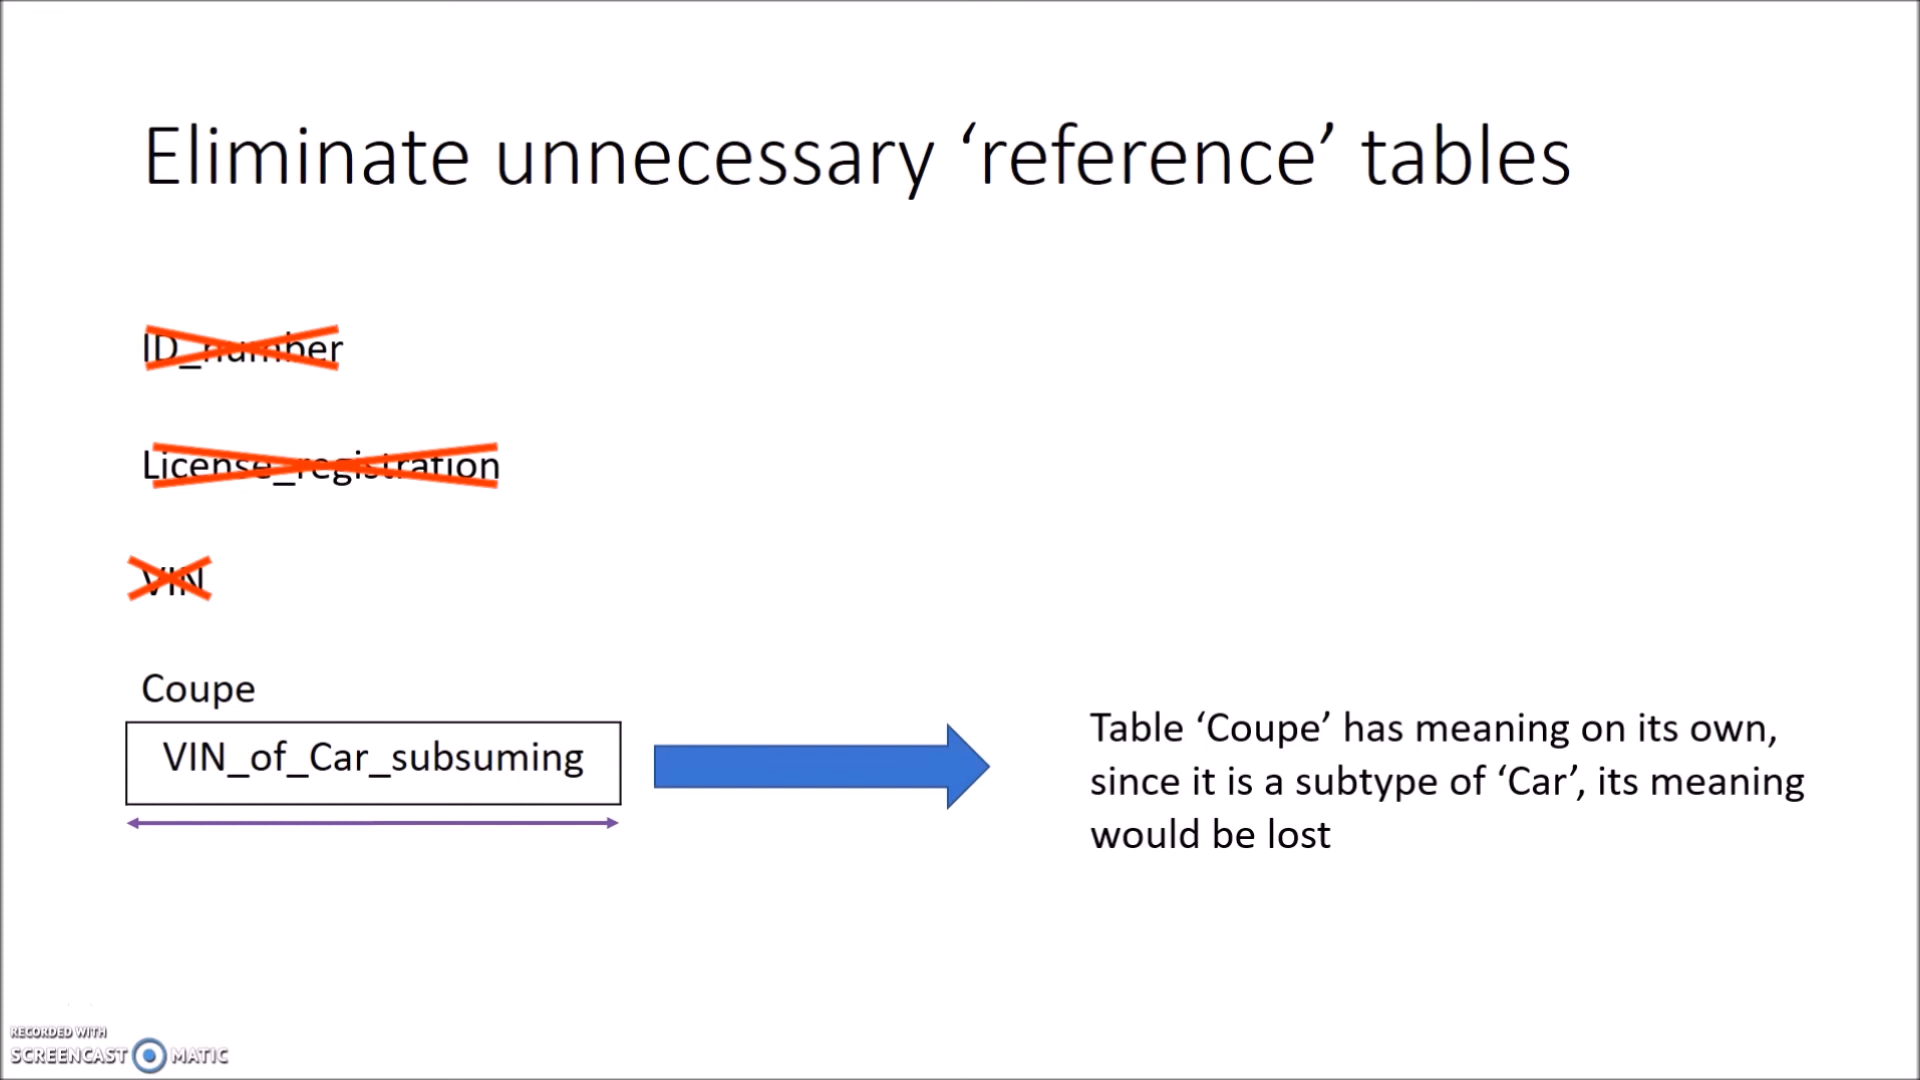 Eliminate unnecessary ‘reference’ tables
ID_number
License_registration
VIN
Coupe
VIN_of_Car_subsuming
Table ‘Coupe’ has meaning on its own,
since it is a subtype of ‘Car’, its meaning
would be lost
RECORDED WITH
SCREENCAST MATIC